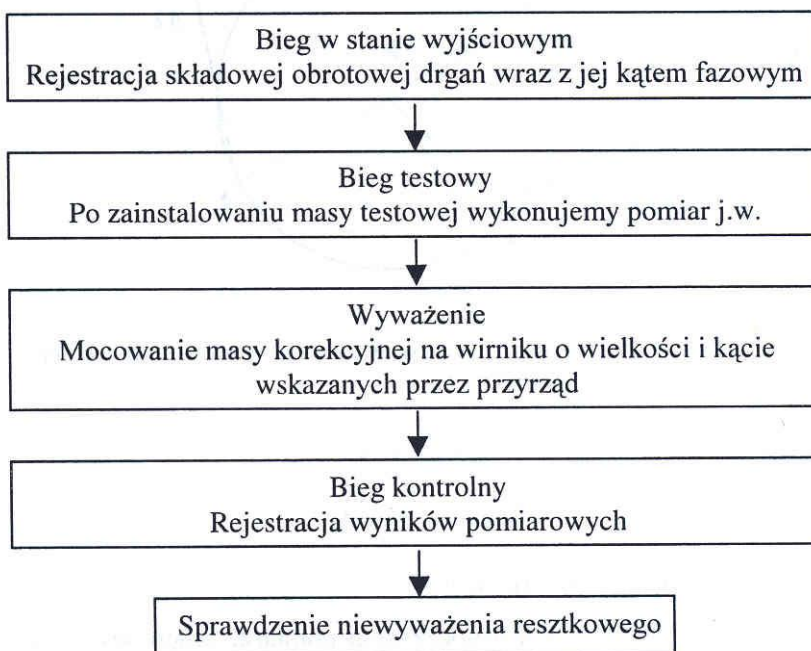 Bieg w stanie wyjściowym
Rejestracja składowej obrotowej drgań wraz z jej kątem fazowym
Bieg testowy
Po zainstalowaniu masy testowej wykonujemy pomiar j.w.
Wyważenie
Mocowanie masy korekcyjnej na wirniku o wielkości i kącie
wskazanych przez przyrząd
Bieg kontrolny
Rejestracja wyników pomiarowych
Sprawdzenie niewyważenia resztkowego